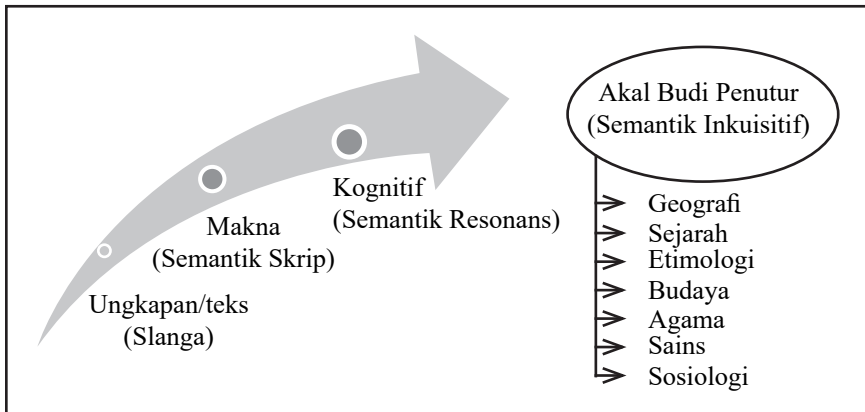 Ungkapan/teks
(Slanga)
Makna
(Semantik Skrip)
Kognitif
(Semantik Resonans)
Akal Budi Penutur
(Semantik Inkuisitif)
Geografi
Sejarah
Etimologi
Budaya
Agama
Sains
Sosiologi